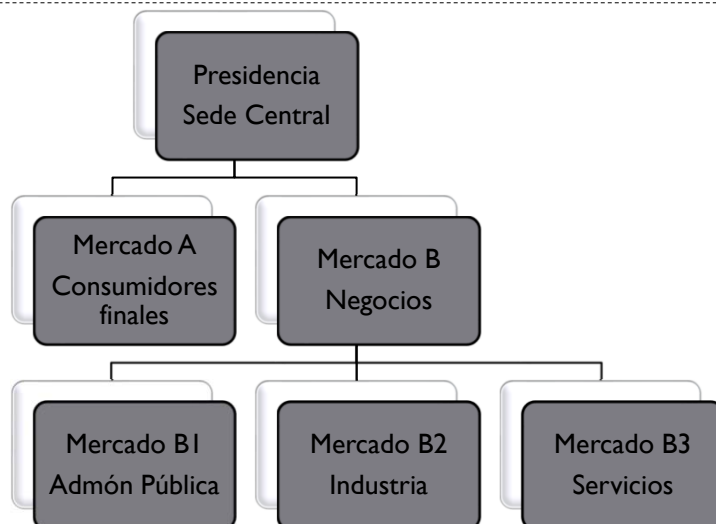 Presidencia
Sede Central
Mercado A
Consumidores
finales
Mercado B
Negocios
Mercado B1
Admón Pública
Mercado B2
Industria
Mercado B3
Servicios